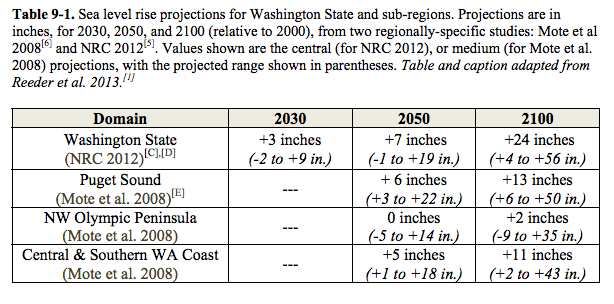 Table 9-1. Sea level rise projections for Washington State and sub-regions. Projections are in
inches, for 2030, 2050, and 2100 (relative to 2000), from two regionally-specific studies: Mote et al
2008[6] and NRC 2012[5]. Values shown are the central (for NRC 2012), or medium (for Mote et al.
2008) projections, with the projected range shown in parentheses. Table and caption adapted from
Reeder et al. 2013.[1]
Domain 2030 2050 2100
Washington State +3 inches +7 inches +24 inches
(NRC 2012)[C],[D] (-2 to +9 in.) (-1 to +19 in.) (+4 to +56 in.)
Puget Sound --- + 6 inches +13 inches
(Mote et al. 2008)[E] (+3 to +22 in.) (+6 to +50 in.)
NW Olympic Peninsula --- 0 inches +2 inches
(Mote et al. 2008) (-5 to +14 in.) (-9 to +35 in.)
Central & Southern WA Coast --- +5 inches +11 inches
(Mote et al. 2008) (+1 to +18 in.) (+2 to +43 in.)